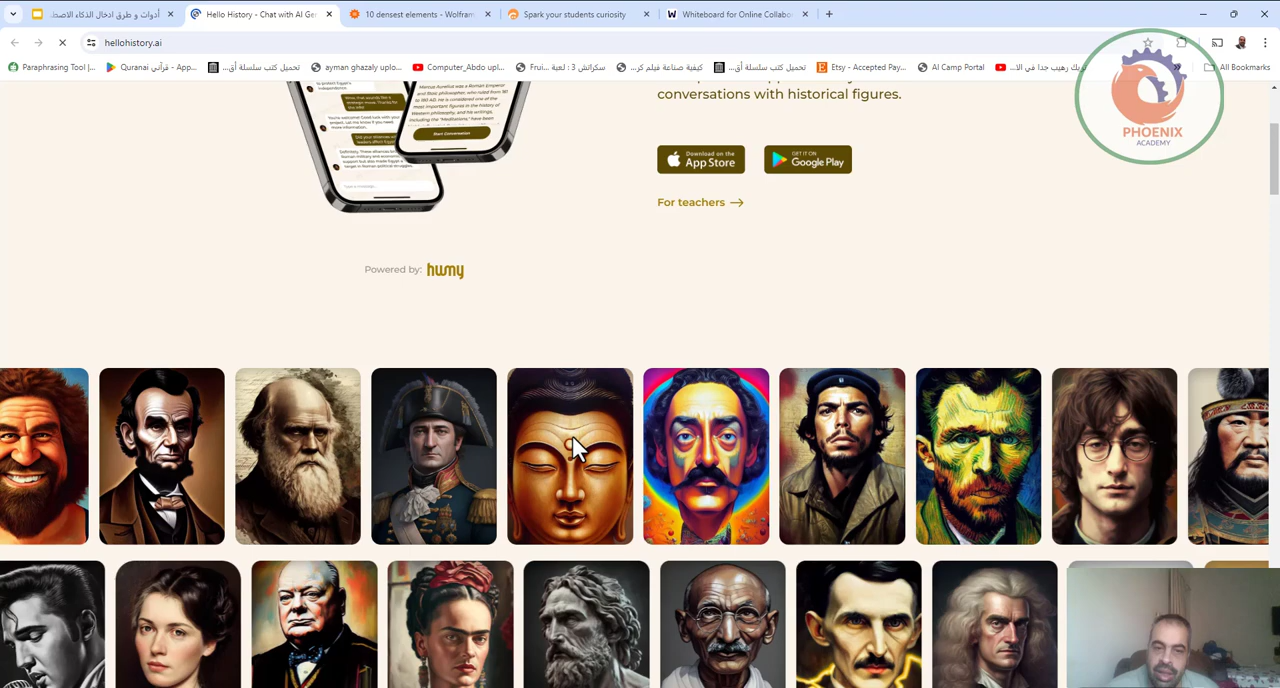 أدوات و طرق ادخال الذكاء الاصط
Hello History - Chat with AI Gen
10 densest elements - Wolfram
Spark your students curiosity
Whiteboard for Online Collabo
hellohistory.ai
Paraphrasing Tool |...
Quranai قرآني - App...
تحميل كتب سلسلة أق...
ayman ghazaly uplo...
Computer_Abdo upl...
سكراتش 3 : لعبة Frui...
كيفية صناعة فيلم كر...
تحميل كتب سلسلة أق...
Etsy - Accepted Pay...
AI Camp Portal
All Bookmarks
conversations with historical figures.
Start Conversation
Download on the
App Store
GET IT ON
Google Play
For teachers
Powered by: humy
PHOENIX
ACADEMY